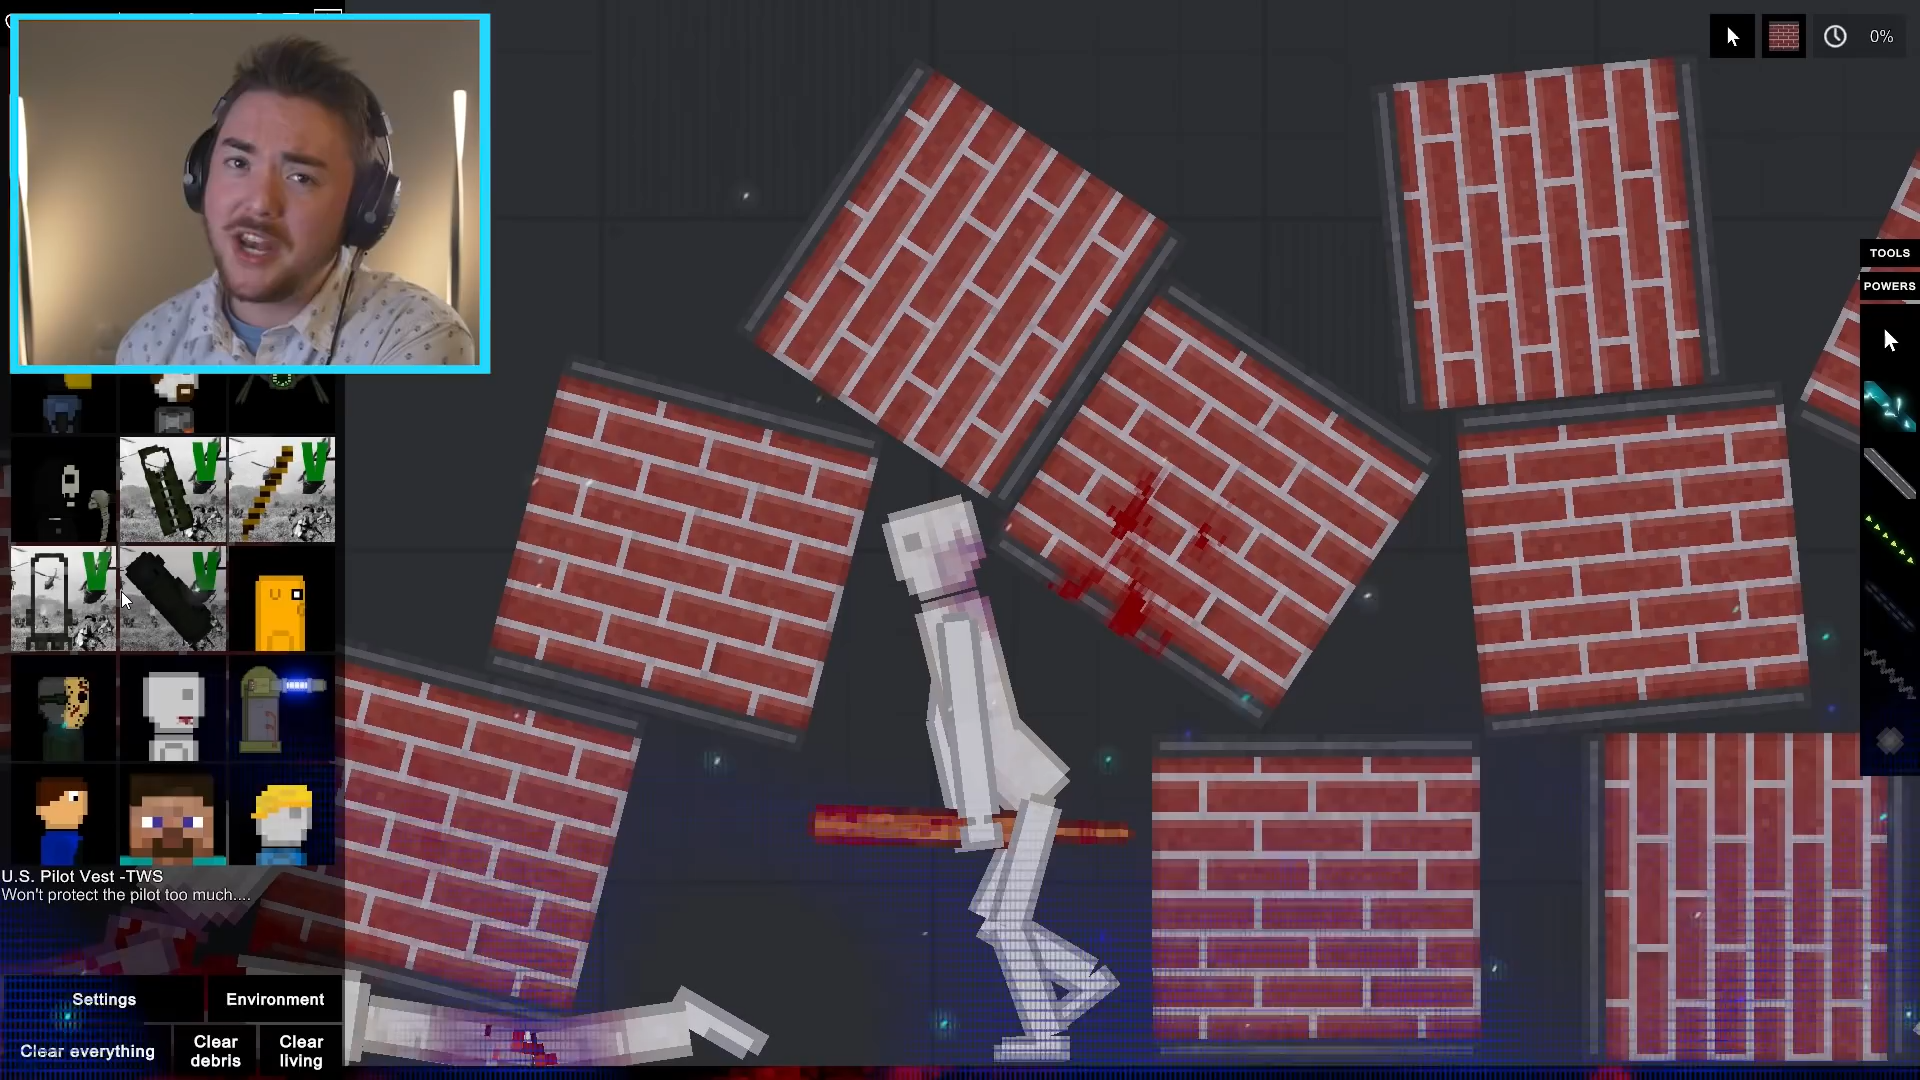 0%
TOOLS
POWERS
V
V
V
V
U.S. Pilot Vest -TWS
Won't protect the pilot too much....
Settings
Environment
Clear everything
Clear debris
Clear living